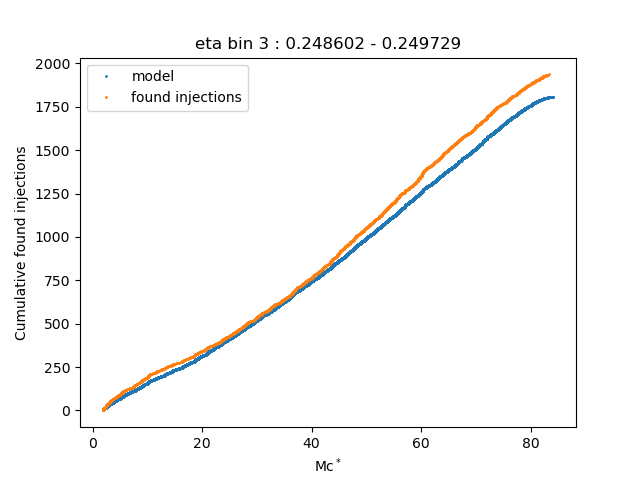 eta bin 3 : 0.248602 - 0.249729
2000
1750
1500
1250
1000
750
500
250
0
Cumulative found injections
model
found injections
0 20 40 60 80
Mc*